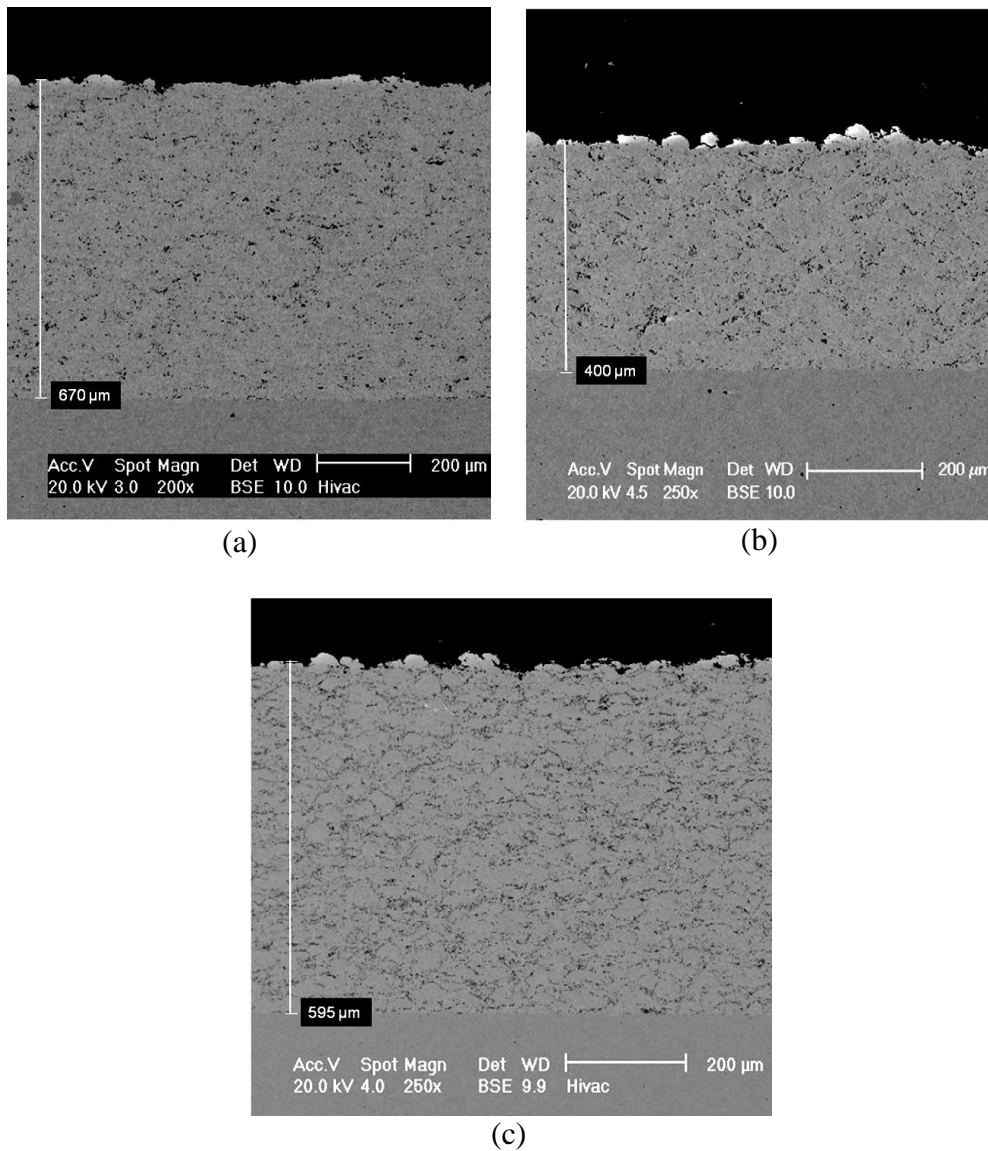 670 µm
Acc.V Spot Magn Det WD 200 µm
20.0 kV 3.0 200x BSE 10.0 Hivac
(a)
400 µm
Acc.V Spot Magn Det WD 200 µm
20.0 kV 4.5 250x BSE 10.0
(b)
595 µm
Acc.V Spot Magn Det WD 200 µm
20.0 kV 4.0 250x BSE 9.9 Hivac
(c)